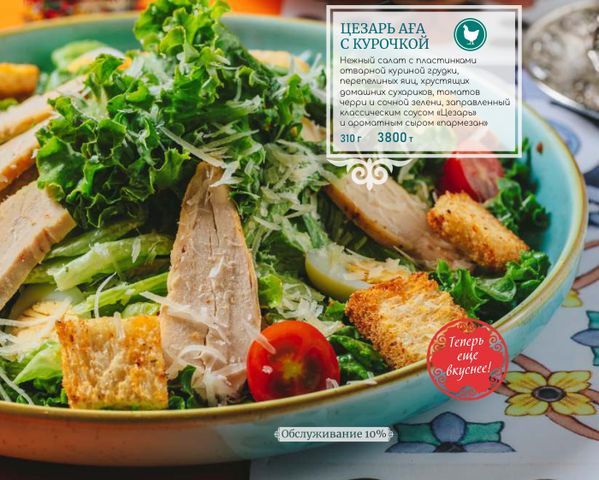 ЦЕЗАРЬ АҒА
С КУРОЧКОЙ
Нежный салат с пластинками
отварной куриной грудки,
перепелиных яиц, хрустящих
домашних сухариков, томатов
черри и сочной зелени, заправленный
классическим соусом «Цезарь»
и ароматным сыром «пармезан»
310 г 3800 т
Теперь
еще
вкуснее!
Обслуживание 10%